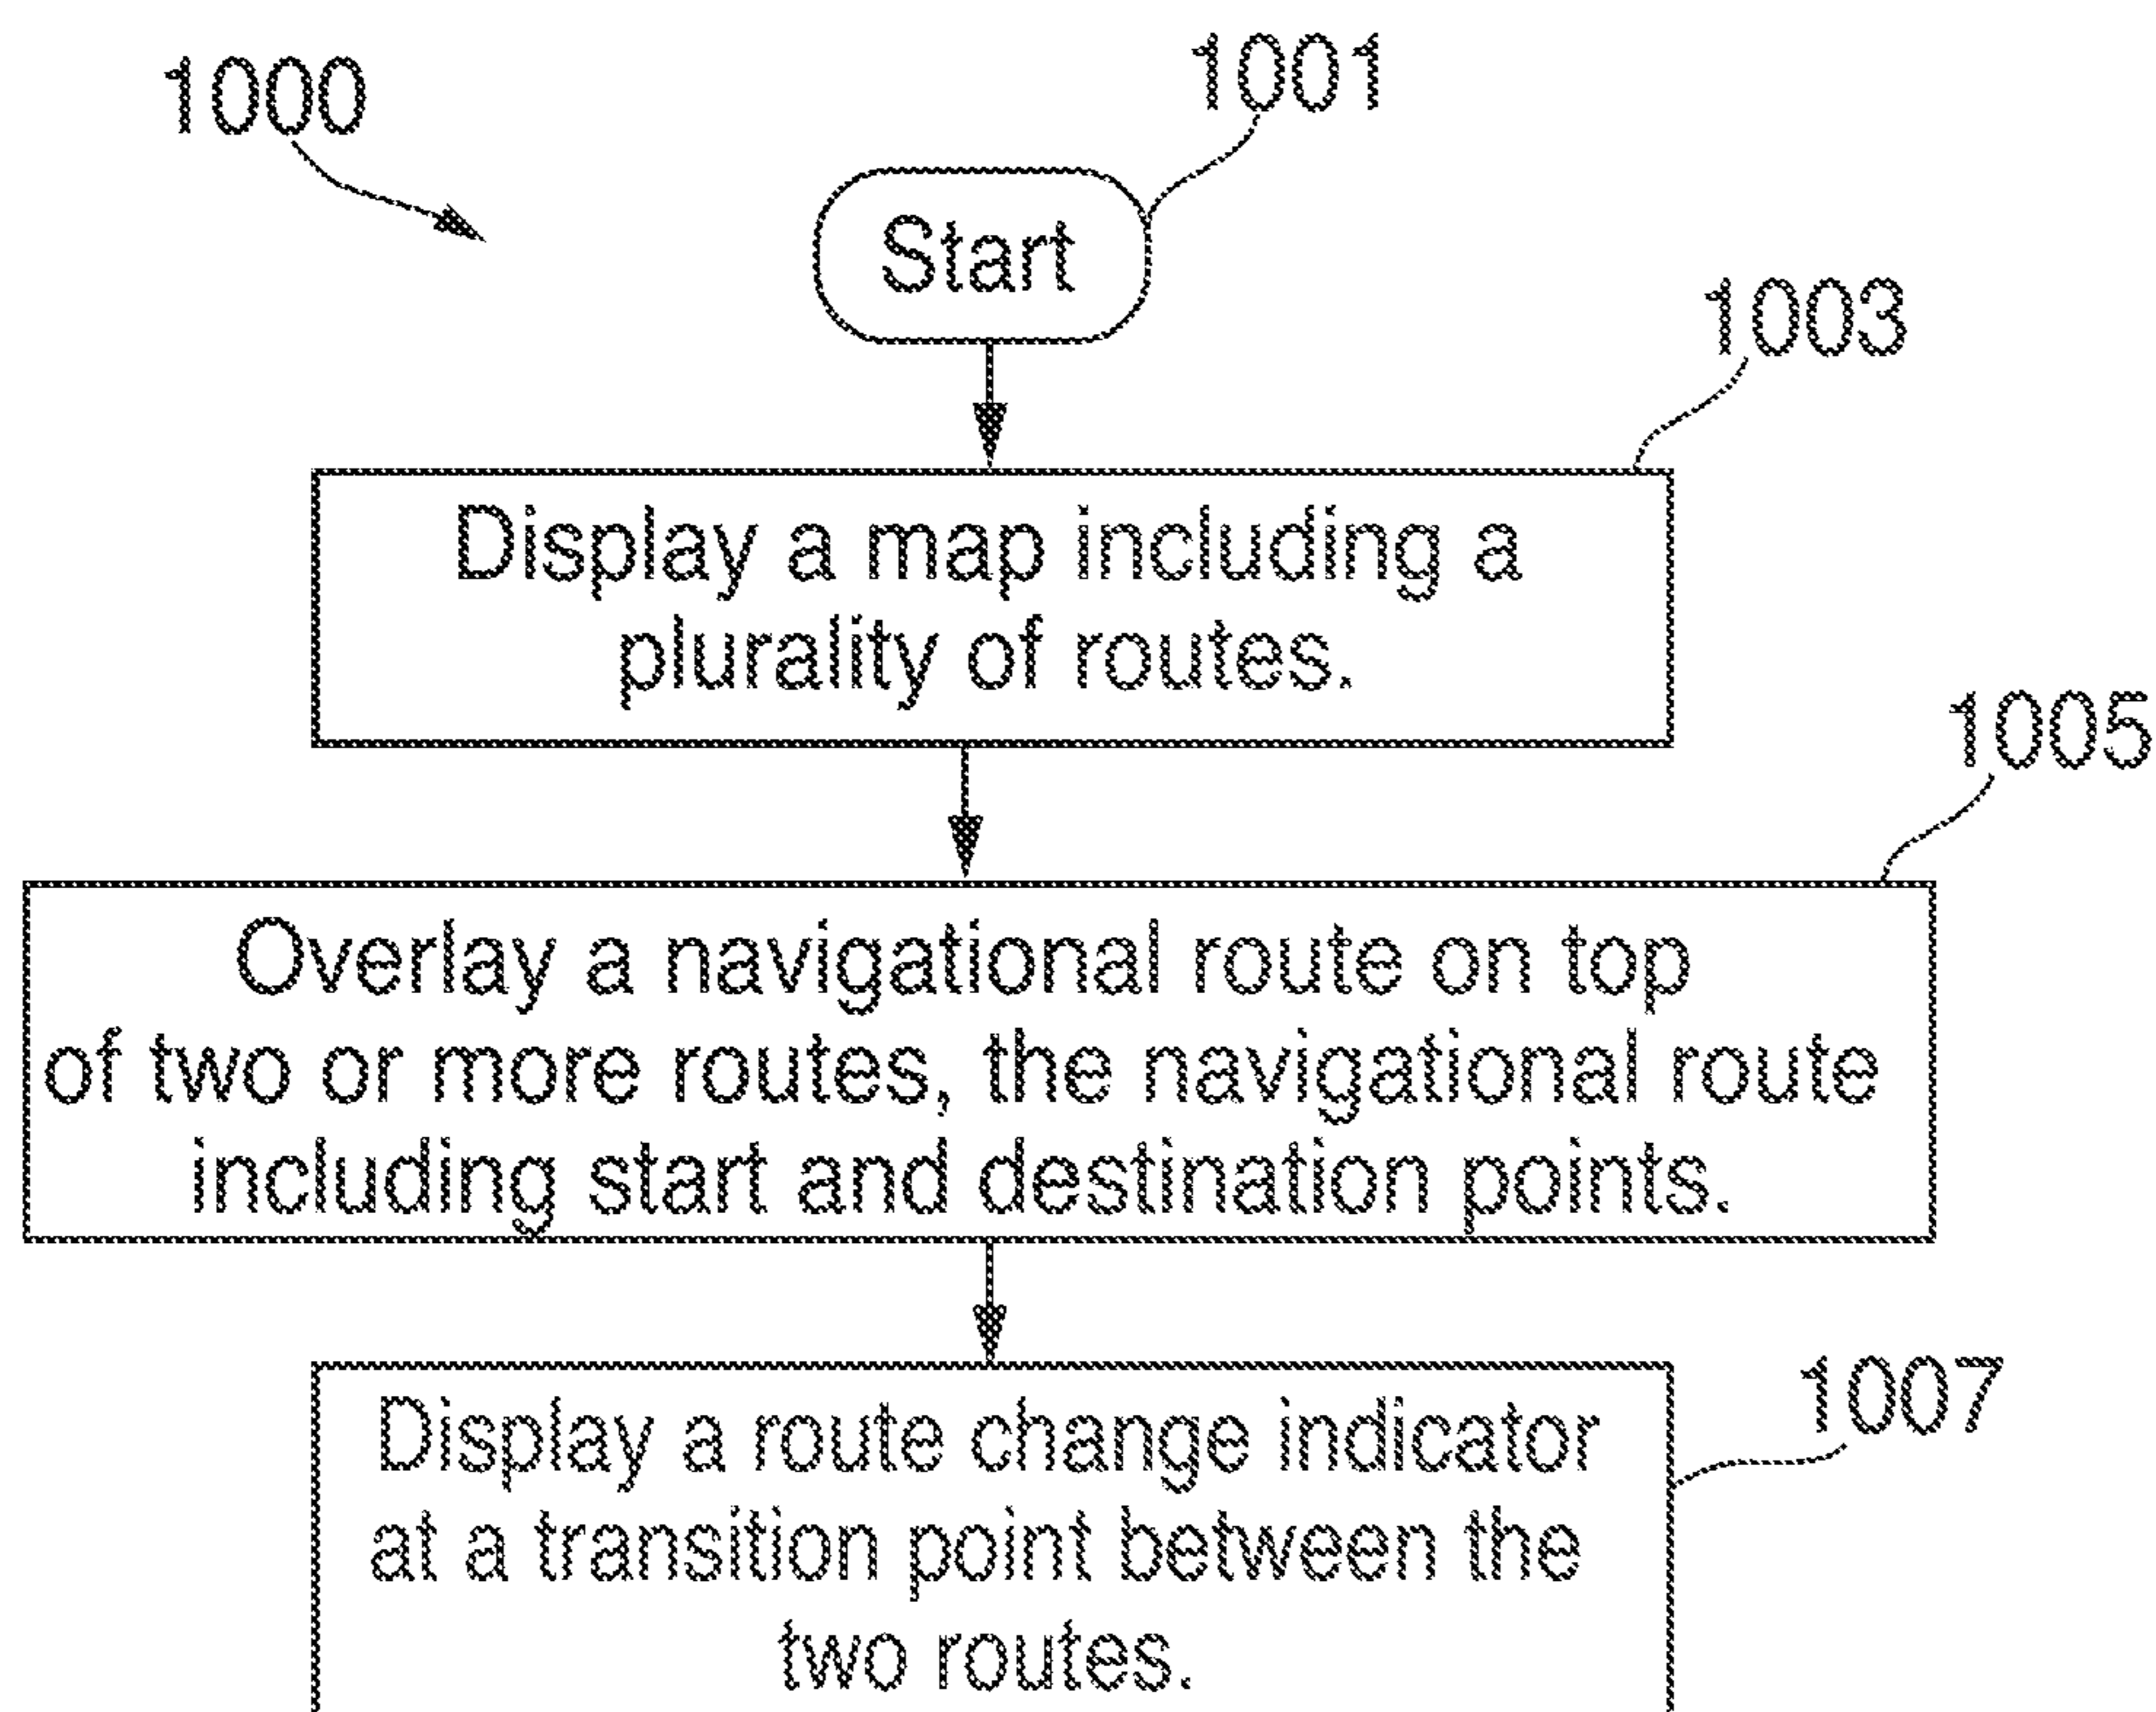 1000
1001
Start
1003
Display a map including a
plurality of routes.
1005
Overlay a navigational route on top
of two or more routes, the navigational route
including start and destination points.
1007
Display a route change indicator
at a transition point between the
two routes.